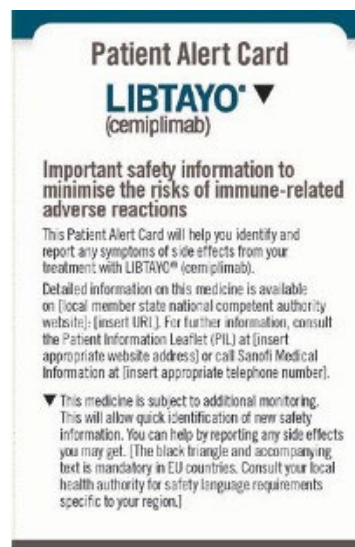 Patient Alert Card
LIBTAYO® ▼
(cemiplimab)
Important safety information to
minimise the risks of immune-related
adverse reactions
This Patient Alert Card will help you identify and
report any symptoms of side effects from your
treatment with LIBTAYO® (cemiplimab).
Detailed information on this medicine is available
on [local member state national competent authority
website]: [insert URL]. For further information, consult
the Patient Information Leaflet (PIL) at [insert
appropriate website address] or call Sanofi Medical
Information at [insert appropriate telephone number].
▼ This medicine is subject to additional monitoring.
This will allow quick identification of new safety
information. You can help by reporting any side effects
you may get. [The black triangle and accompanying
text is mandatory in EU countries. Consult your local
health authority for safety language requirements
specific to your region.]